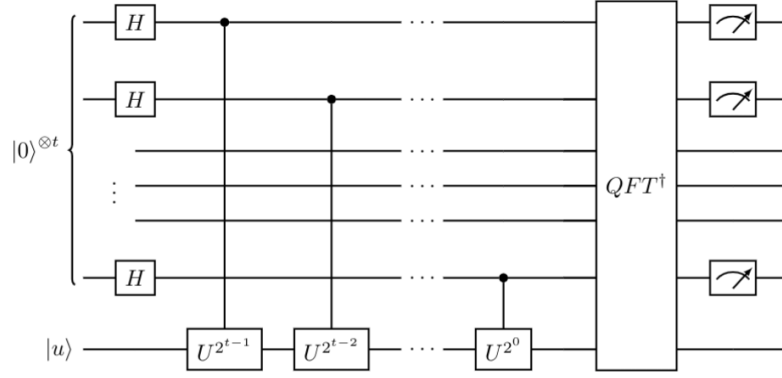 H
H
|0⟩^{⊗t}
⋮
H
|u⟩ U^{2^{t−1}} U^{2^{t−2}} ··· U^{2^0}
··· 
···
···
···
···
···
QFT^†